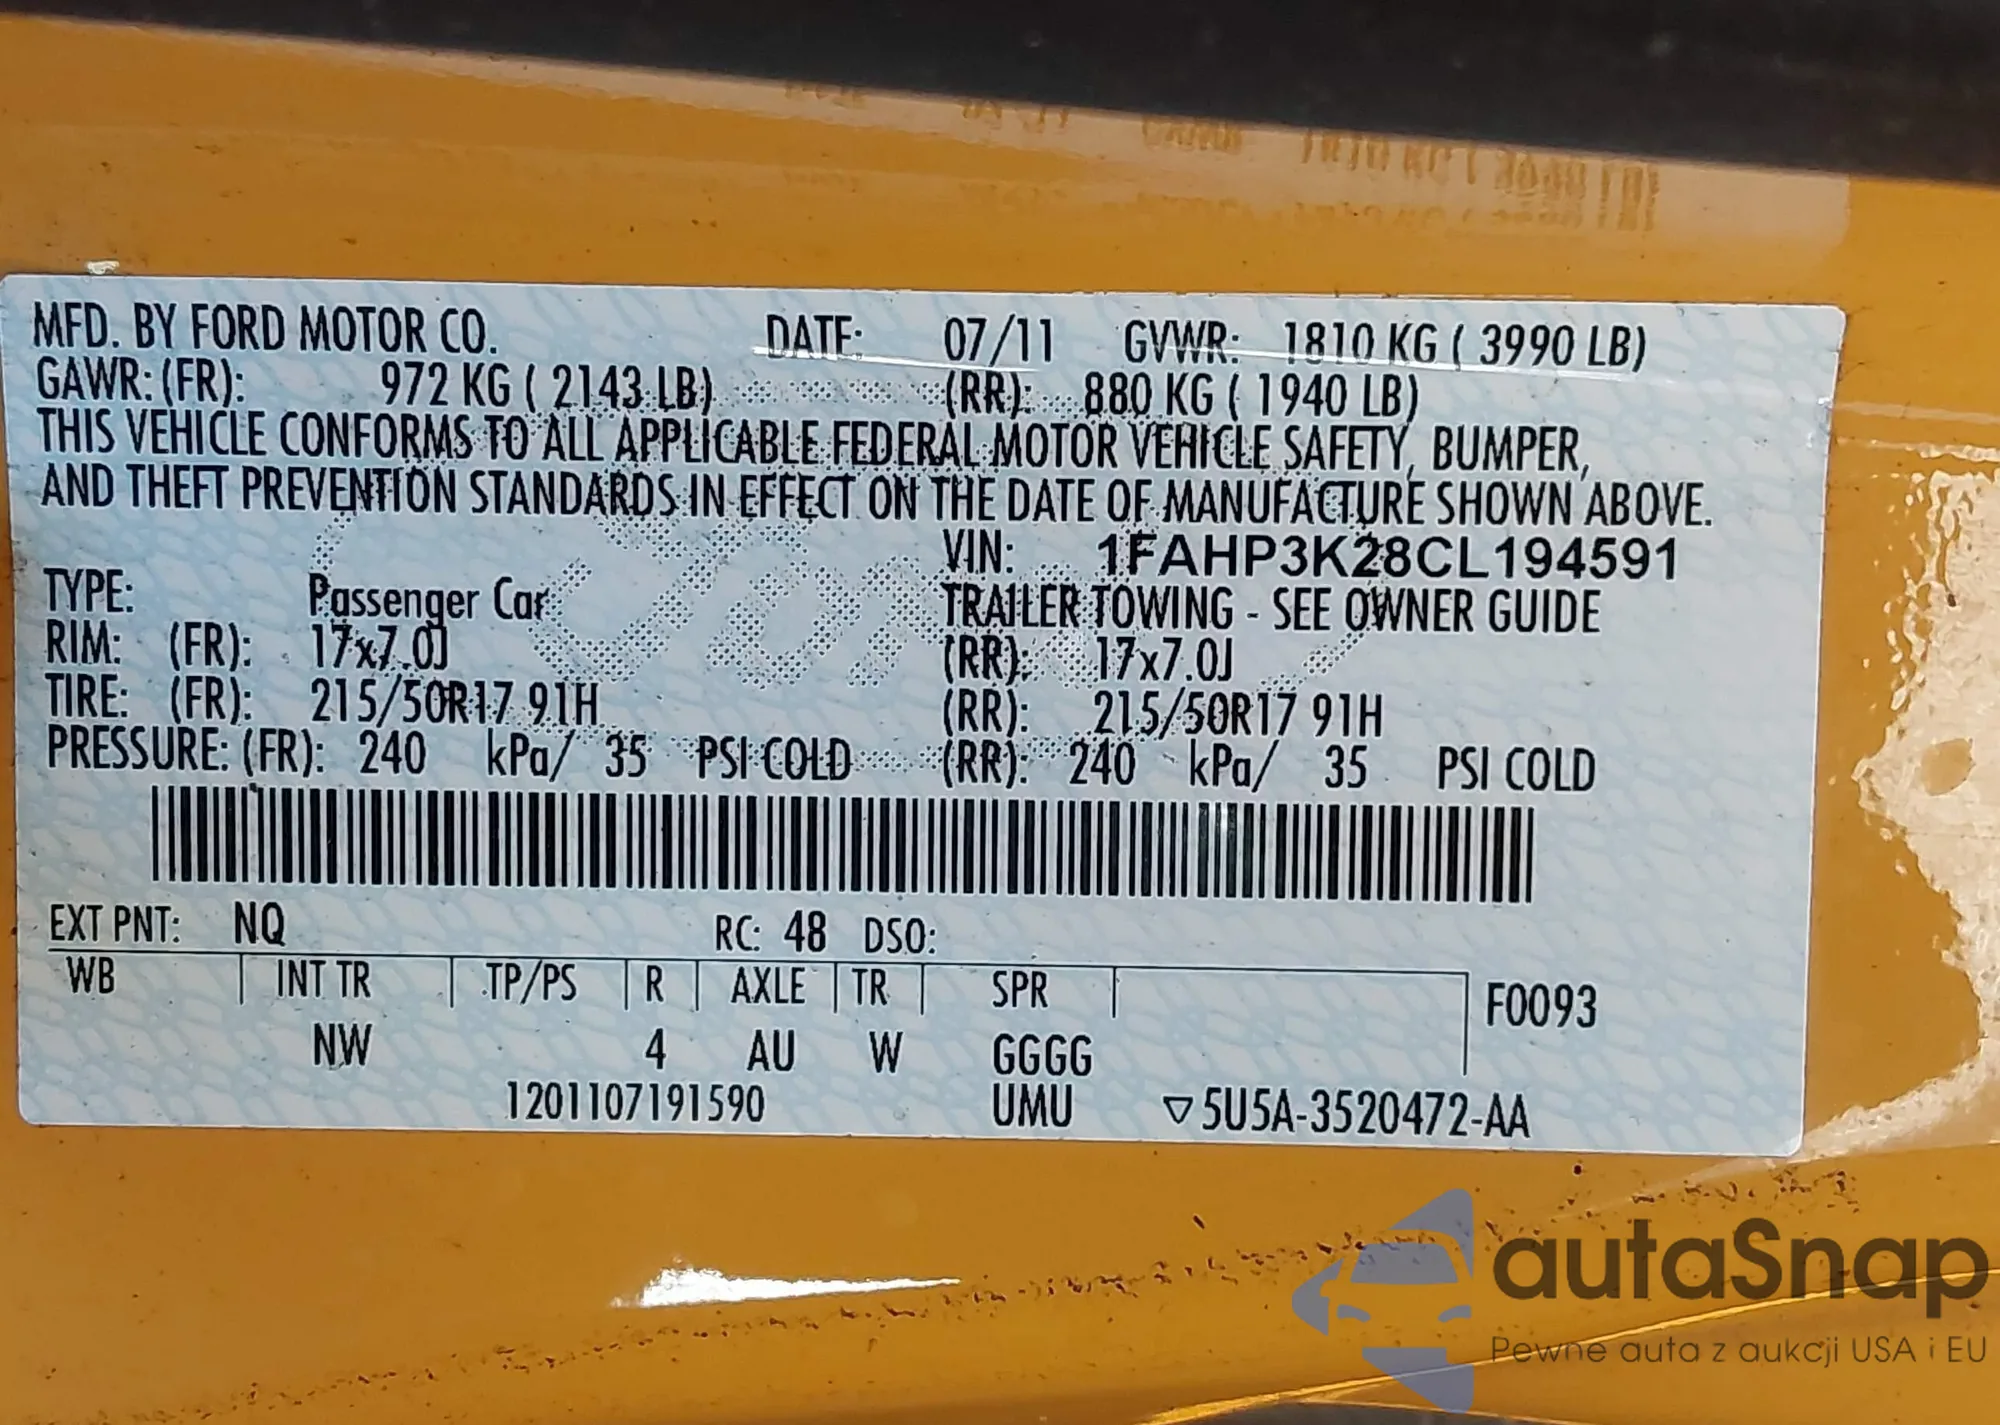 MFD. BY FORD MOTOR CO. DATE: 07/11 GVWR: 1810 KG ( 3990 LB)
GAWR: (FR): 972 KG ( 2143 LB) (RR): 880 KG ( 1940 LB)
THIS VEHICLE CONFORMS TO ALL APPLICABLE FEDERAL MOTOR VEHICLE SAFETY, BUMPER,
AND THEFT PREVENTION STANDARDS IN EFFECT ON THE DATE OF MANUFACTURE SHOWN ABOVE.
VIN: 1FAHP3K28CL194591
TYPE: Passenger Car TRAILER TOWING - SEE OWNER GUIDE
RIM: (FR): 17x7.0J (RR): 17x7.0J
TIRE: (FR): 215/50R17 91H (RR): 215/50R17 91H
PRESSURE: (FR): 240 kPa/ 35 PSI COLD (RR): 240 kPa/ 35 PSI COLD
EXT PNT: NQ RC: 48 DSO:
WB INT TR TP/PS R AXLE TR SPR F0093
NW 4 AU W GGGG
1201107191590 UMU ▽5U5A-3520472-AA
autaSnap
Pewne auta z aukcji USA i EU